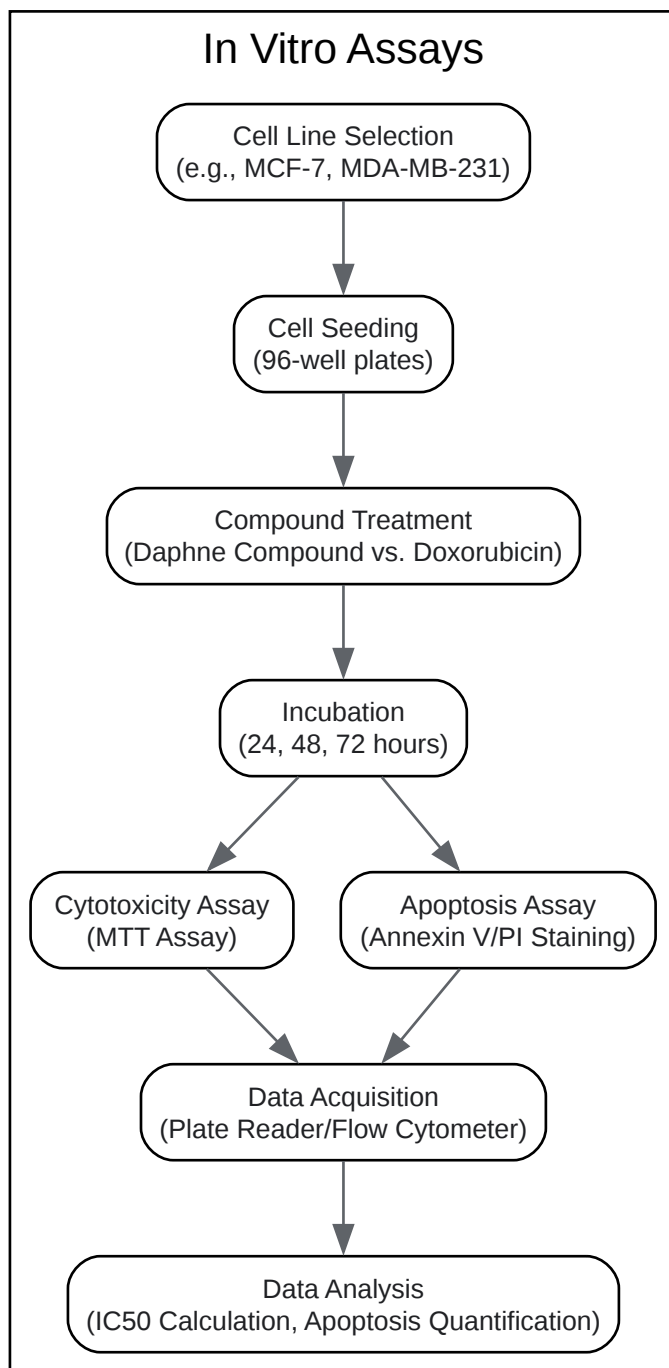 In Vitro Assays
Cell Line Selection
(e.g., MCF-7, MDA-MB-231)
Cell Seeding
(96-well plates)
Compound Treatment
(Daphne Compound vs. Doxorubicin)
Incubation
(24, 48, 72 hours)
Cytotoxicity Assay
(MTT Assay)
Apoptosis Assay
(Annexin V/PI Staining)
Data Acquisition
(Plate Reader/Flow Cytometer)
Data Analysis
(IC50 Calculation, Apoptosis Quantification)